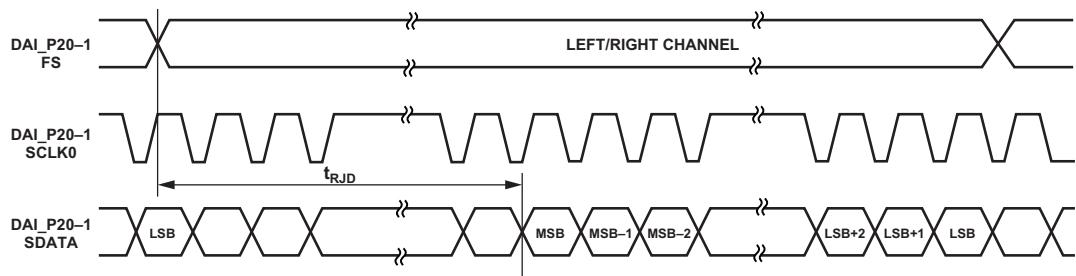 DAI_P20–1
FS
LEFT/RIGHT CHANNEL
DAI_P20–1
SCLK0
tRJD
DAI_P20–1
SDATA
LSB
MSB
MSB–1
MSB–2
LSB+2
LSB+1
LSB